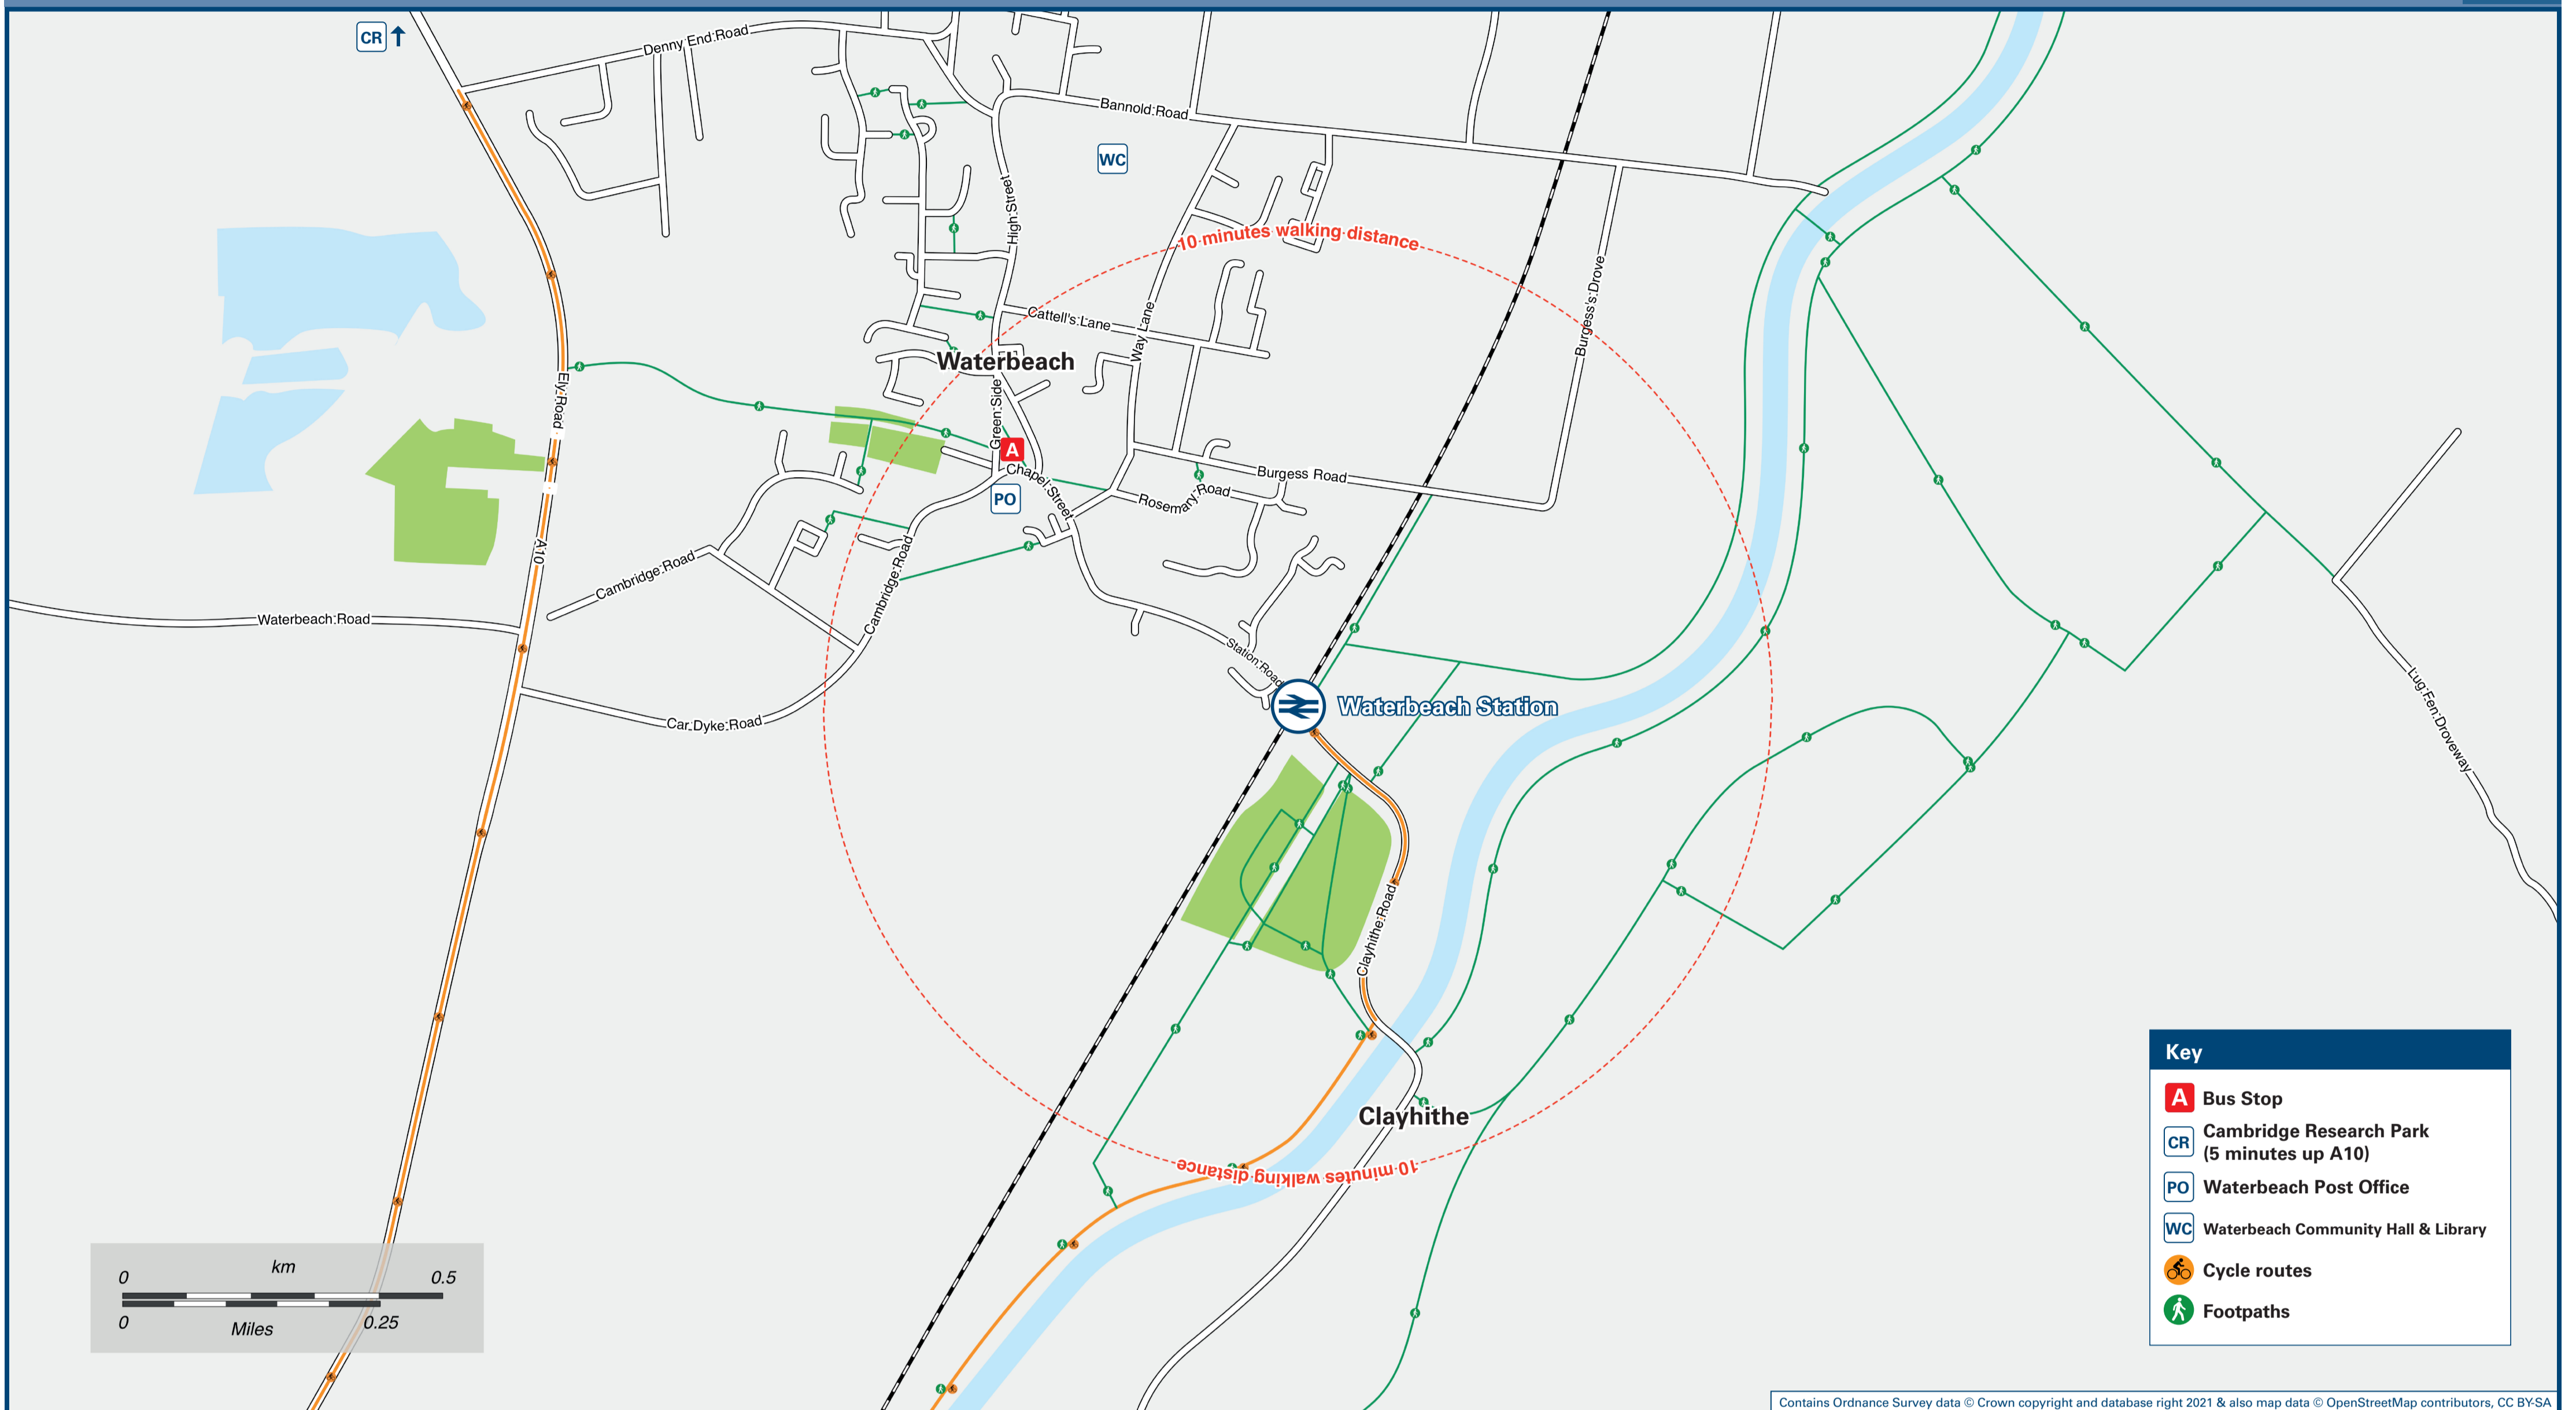 CR
Denny End Road
Bannold Road
WC
High Street
10 minutes walking distance
Burgess's Drove
Cattell's Lane
Way Lane
Waterbeach
Ely Road
Green Side
A
Chapel Street
Burgess Road
PO
Rosemary Road
A10
Cambridge Road
Cambridge Road
Waterbeach Road
Station Road
Lug Fen Droveway
Waterbeach Station
Car Dyke Road
Clayhithe Road
Clayhithe
10 minutes walking distance
km
0 0.5
0 Miles 0.25
Key
A Bus Stop
CR Cambridge Research Park
(5 minutes up A10)
PO Waterbeach Post Office
WC Waterbeach Community Hall & Library
Cycle routes
Footpaths
Contains Ordnance Survey data © Crown copyright and database right 2021 & also map data © OpenStreetMap contributors, CC BY-SA